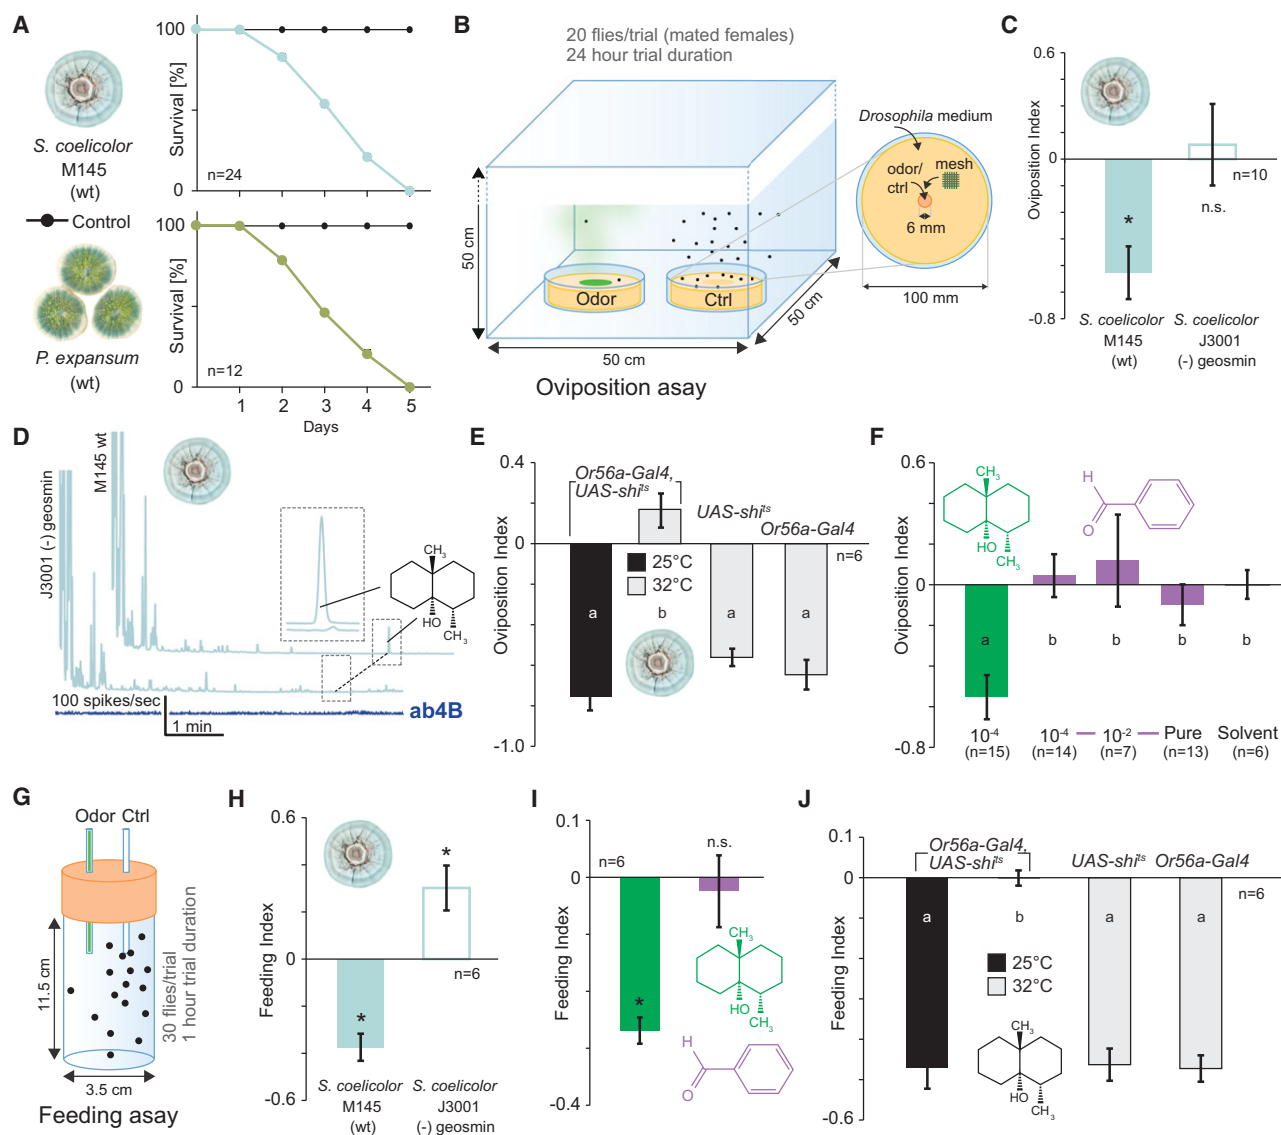 A
100
Survival [%]
0
n=24
S. coelicolor
M145
(wt)
Control
100
Survival [%]
0
n=12
P. expansum
(wt)
1 2 3 4 5
Days
B
20 flies/trial (mated females)
24 hour trial duration
50 cm
Odor
Ctrl
50 cm
50 cm
Drosophila medium
odor/
ctrl
mesh
6 mm
100 mm
Oviposition assay
C
0.6
Oviposition Index
0
-0.8
*
n=10
n.s.
S. coelicolor
M145
(wt)
S. coelicolor
J3001
(-) geosmin
D
J3001 (-) geosmin
M145 wt
CH3
HO
CH3
100 spikes/sec
1 min
ab4B
E
0.4
Oviposition Index
0
-1.0
Or56a-Gal4,
UAS-shits
UAS-shits
Or56a-Gal4
25°C
32°C
n=6
a
b
a
a
F
0.6
Oviposition Index
0
-0.8
CH3
HO
CH3
H
O
a
b
b
b
b
10-4 10-4 10-2 Pure Solvent
(n=15) (n=14) (n=7) (n=13) (n=6)
G
Odor Ctrl
11.5 cm
30 flies/trial
1 hour trial duration
3.5 cm
Feeding assay
H
0.6
Feeding Index
0
-0.6
*
*
n=6
S. coelicolor
M145
(wt)
S. coelicolor
J3001
(-) geosmin
I
0.1
Feeding Index
0
-0.4
n=6
n.s.
*
CH3
HO
CH3
H
O
J
0.1
Feeding Index
0
-0.6
Or56a-Gal4,
UAS-shits
UAS-shits
Or56a-Gal4
n=6
a
b
a
a
25°C
32°C
CH3
HO
CH3